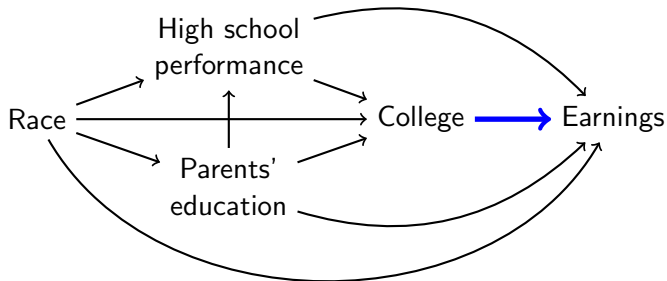 High school
performance
Race
College
Earnings
Parents'
education